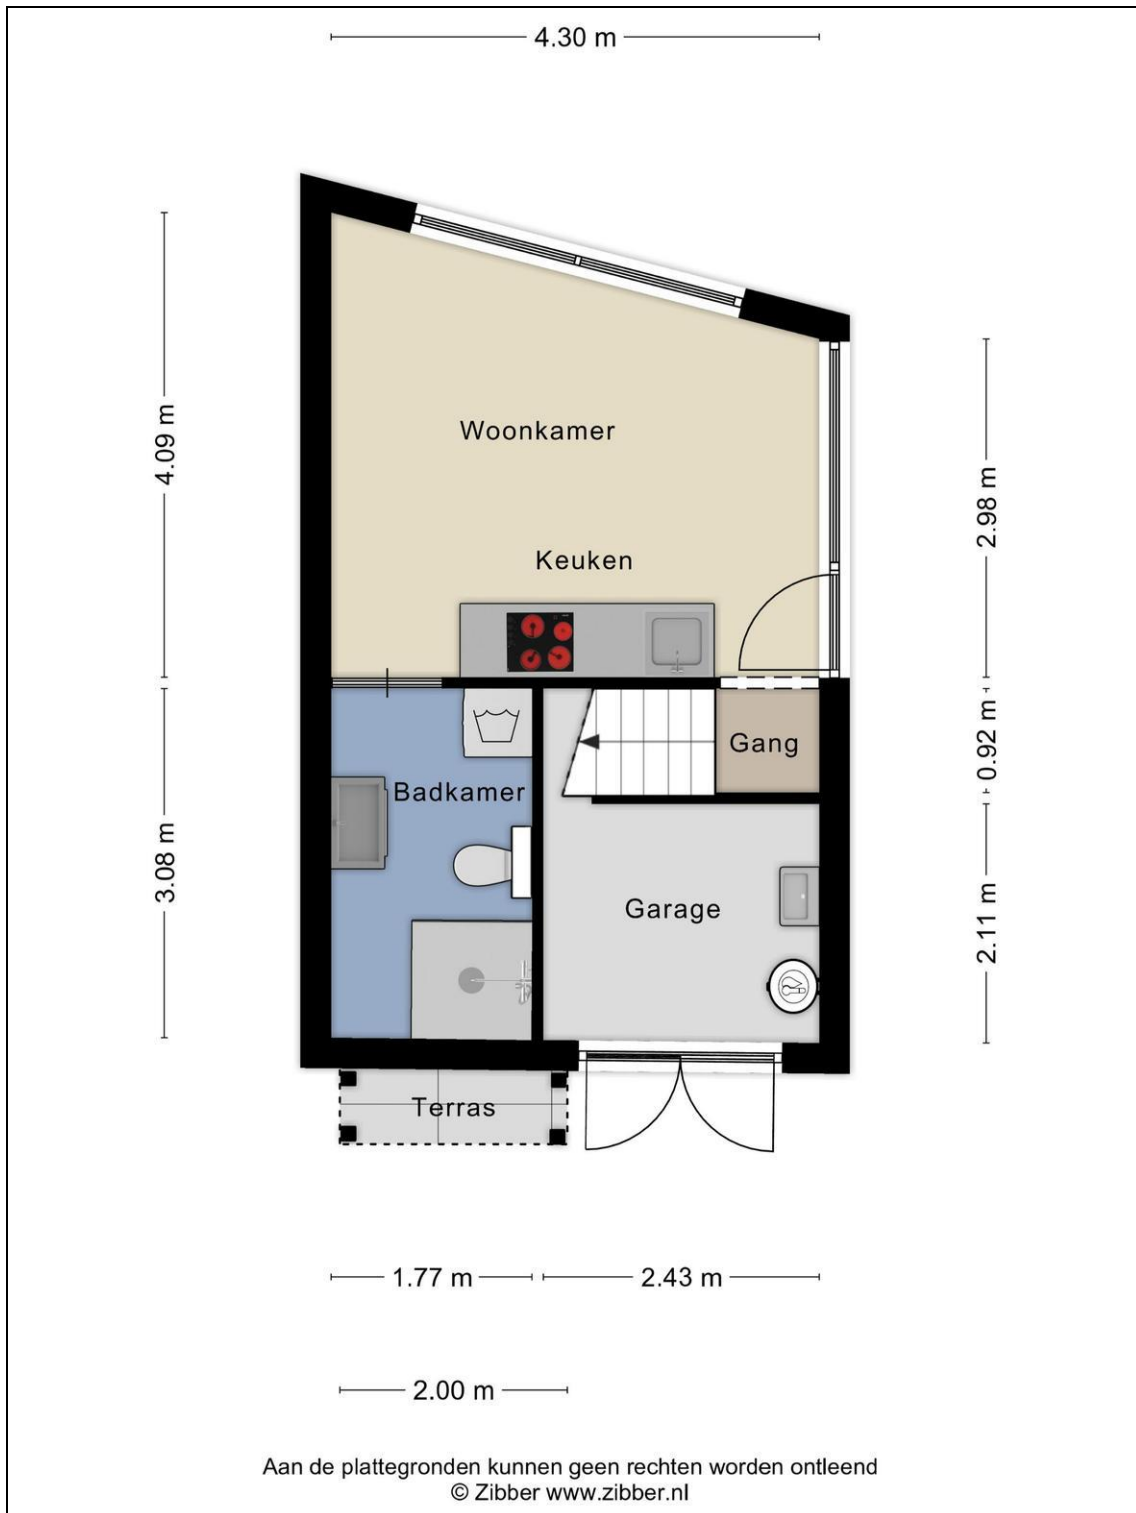 4.30 m
4.09 m
Woonkamer
2.98 m
Keuken
Gang
0.92 m
Badkamer
3.08 m
Garage
2.11 m
Terras
1.77 m
2.43 m
2.00 m
Aan de plattegronden kunnen geen rechten worden ontleend
© Zibber www.zibber.nl